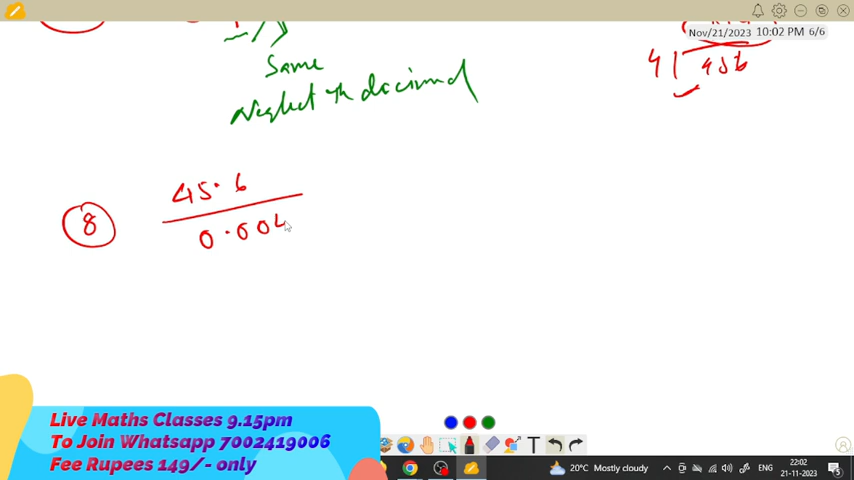 Nov/21/2023 10:02 PM 6/6
4 456
Same
Neglect the decimal
8 45.6
0.004
Live Maths Classes 9.15pm
To Join Whatsapp 7002419006
Fee Rupees 149/- only
T
20°C Mostly cloudy
ENG
22:02
21-11-2023
5